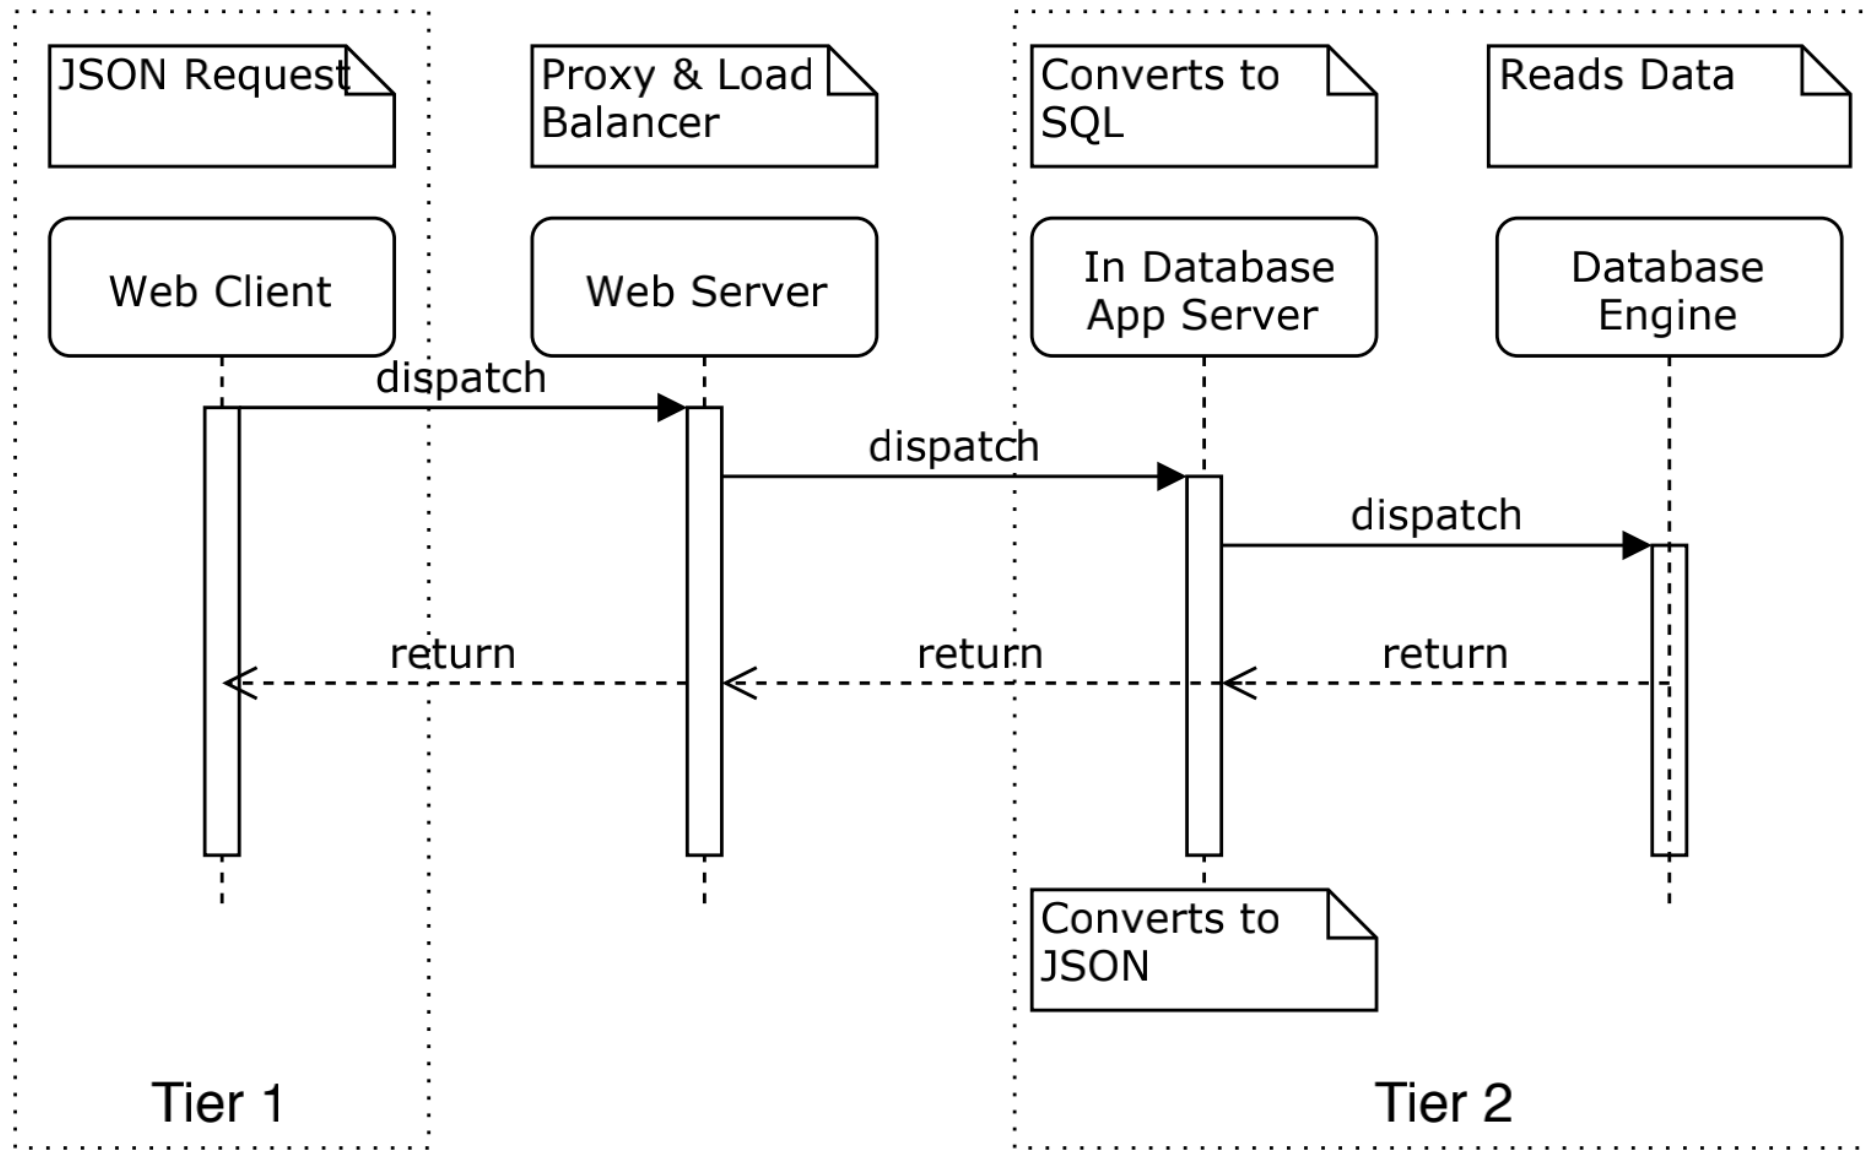 JSON Request
Proxy & Load
Balancer
Converts to
SQL
Reads Data
Web Client
Web Server
In Database
App Server
Database
Engine
dispatch
dispatch
dispatch
return
return
return
Converts to
JSON
Tier 1
Tier 2